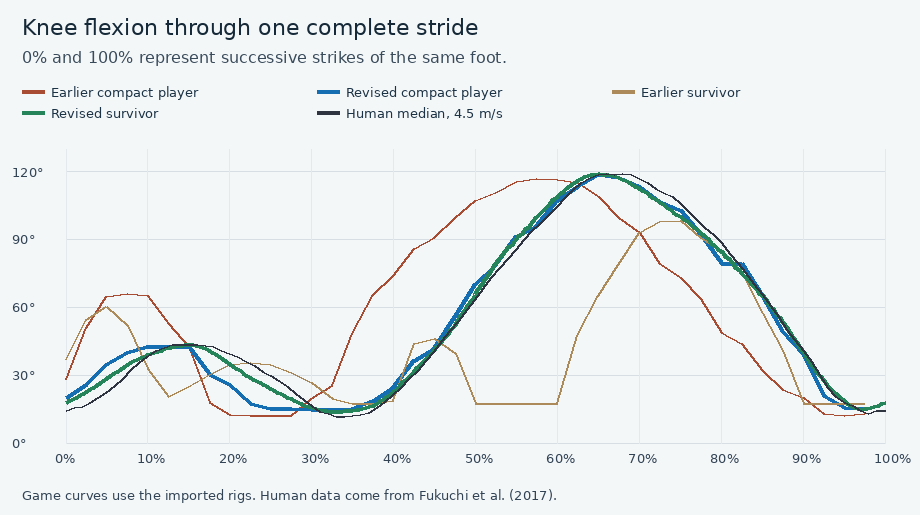 Knee flexion through one complete stride
0% and 100% represent successive strikes of the same foot.
Earlier compact player
Revised compact player
Earlier survivor
Revised survivor
Human median, 4.5 m/s
120°
90°
60°
30°
0°
0% 10% 20% 30% 40% 50% 60% 70% 80% 90% 100%
Game curves use the imported rigs. Human data come from Fukuchi et al. (2017).